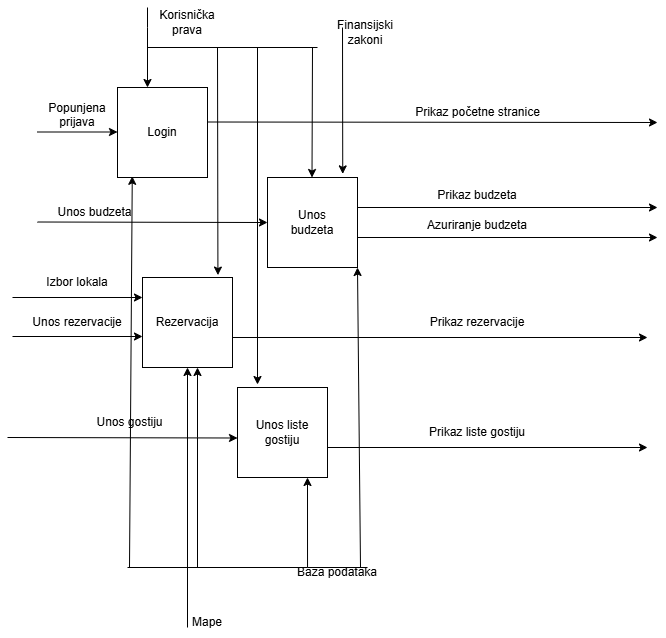 Korisnička
prava
Finansijski
zakoni
Popunjena
prijava
Login
Prikaz početne stranice
Unos budzeta
Unos
budzeta
Prikaz budzeta
Azuriranje budzeta
Izbor lokala
Unos rezervacije
Rezervacija
Prikaz rezervacije
Unos gostiju
Unos liste
gostiju
Prikaz liste gostiju
Baza podataka
Mape